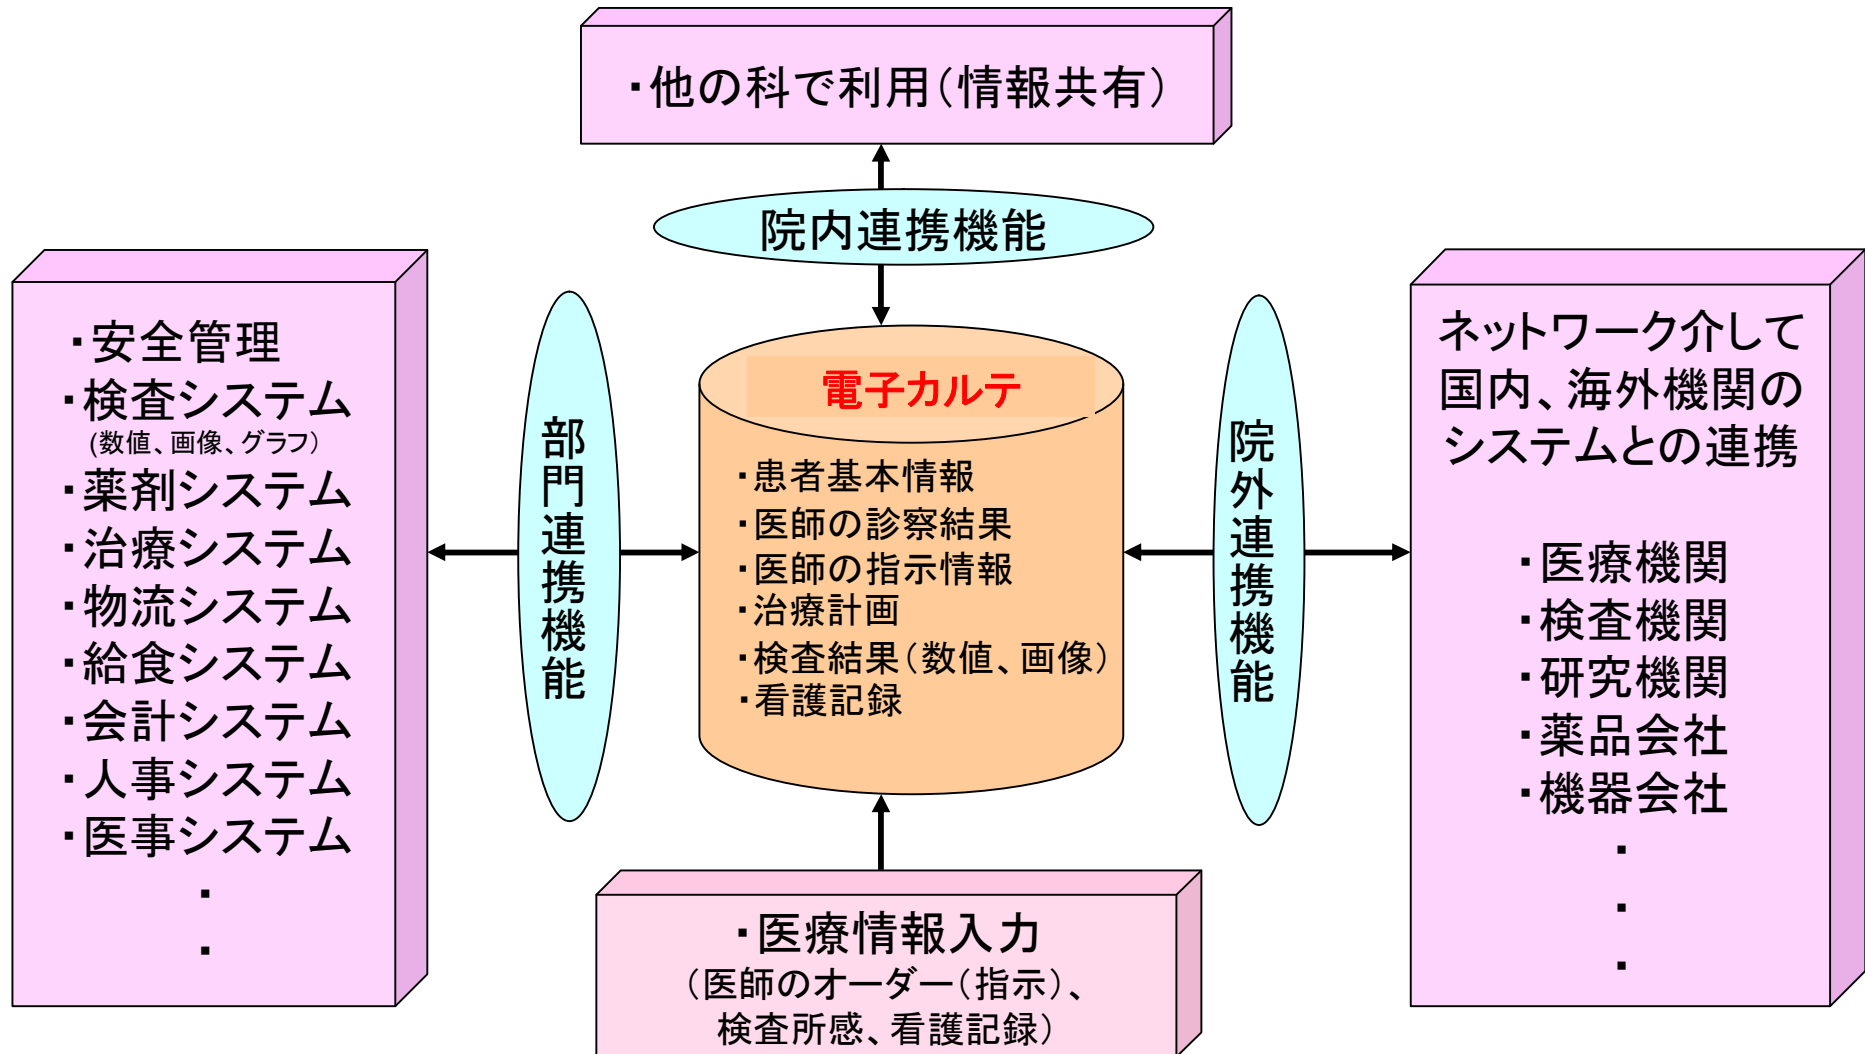 ・他の科で利用(情報共有)
院内連携機能
・安全管理
・検査システム
(数値、画像、グラフ)
・薬剤システム
・治療システム
・物流システム
・給食システム
・会計システム
・人事システム
・医事システム
・
・
部門連携機能
電子カルテ
・患者基本情報
・医師の診察結果
・医師の指示情報
・治療計画
・検査結果(数値、画像)
・看護記録
院外連携機能
ネットワーク介して
国内、海外機関の
システムとの連携
・医療機関
・検査機関
・研究機関
・薬品会社
・機器会社
・
・
・
・医療情報入力
(医師のオーダー(指示)、
検査所感、看護記録)